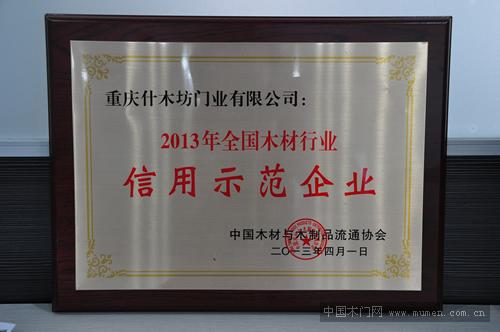 重庆什木坊门业有限公司：
2013年全国木材行业
信用示范企业
中国木材与木制品流通协会
二〇一三年四月一日
中国木门网
www.mumen.com.cn